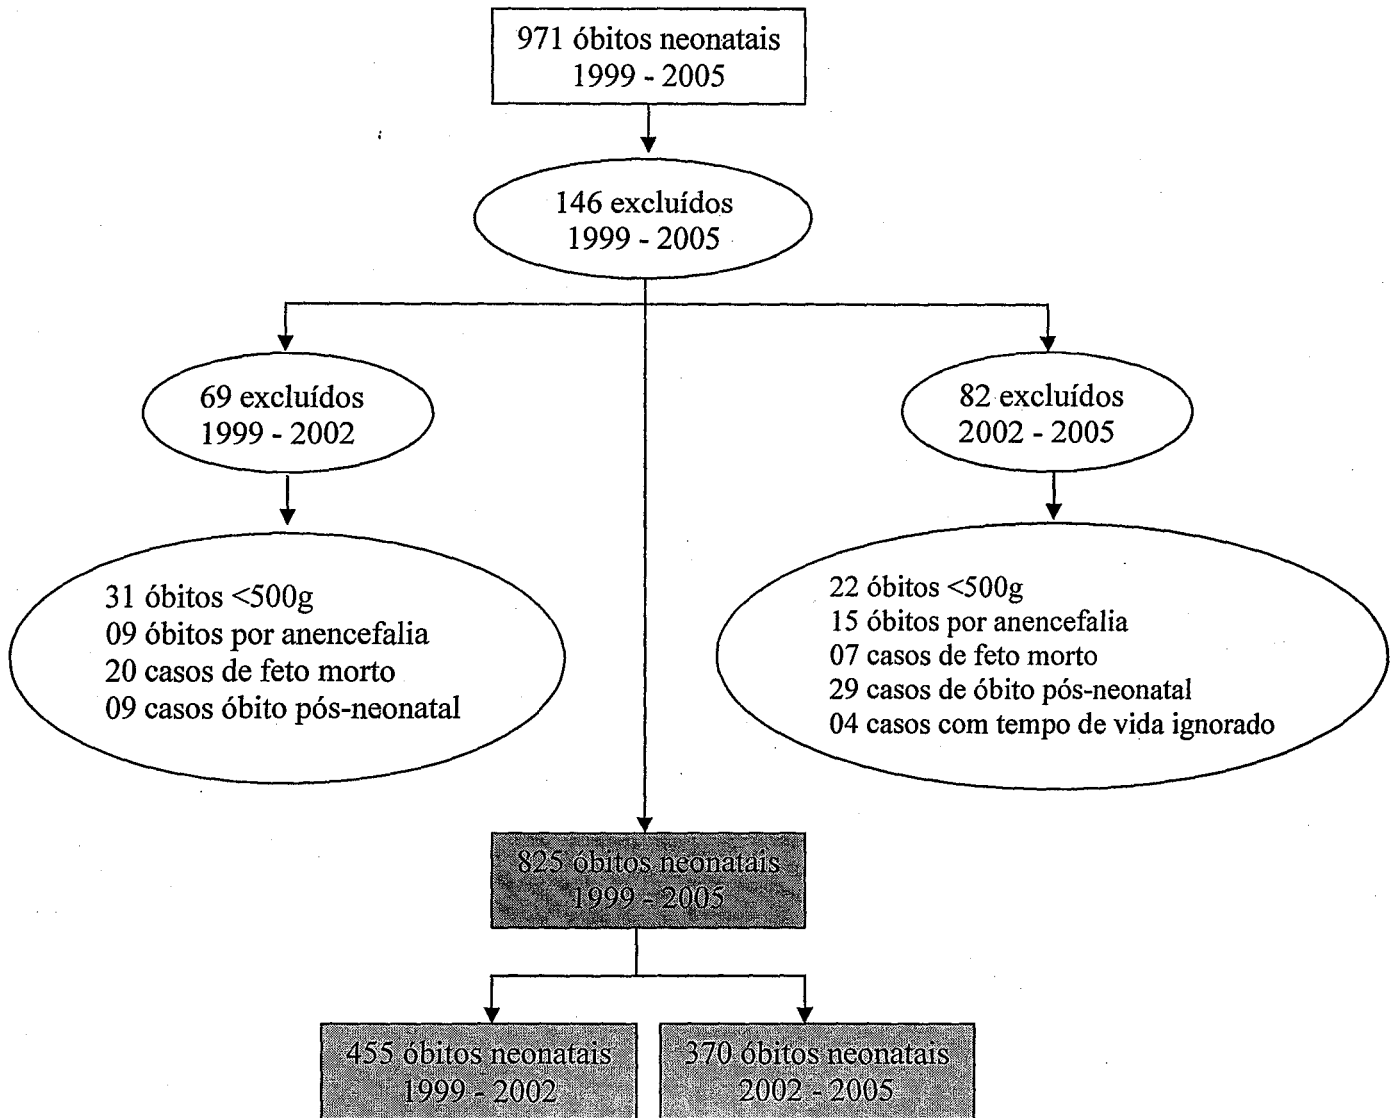 971 óbitos neonatais
1999 - 2005
146 excluídos
1999 - 2005
69 excluídos
1999 - 2002
82 excluídos
2002 - 2005
31 óbitos <500g
09 óbitos por anencefalia
20 casos de feto morto
09 casos óbito pós-neonatal
22 óbitos <500g
15 óbitos por anencefalia
07 casos de feto morto
29 casos de óbito pós-neonatal
04 casos com tempo de vida ignorado
825 óbitos neonatais
1999 - 2005
455 óbitos neonatais
1999 - 2002
370 óbitos neonatais
2002 - 2005